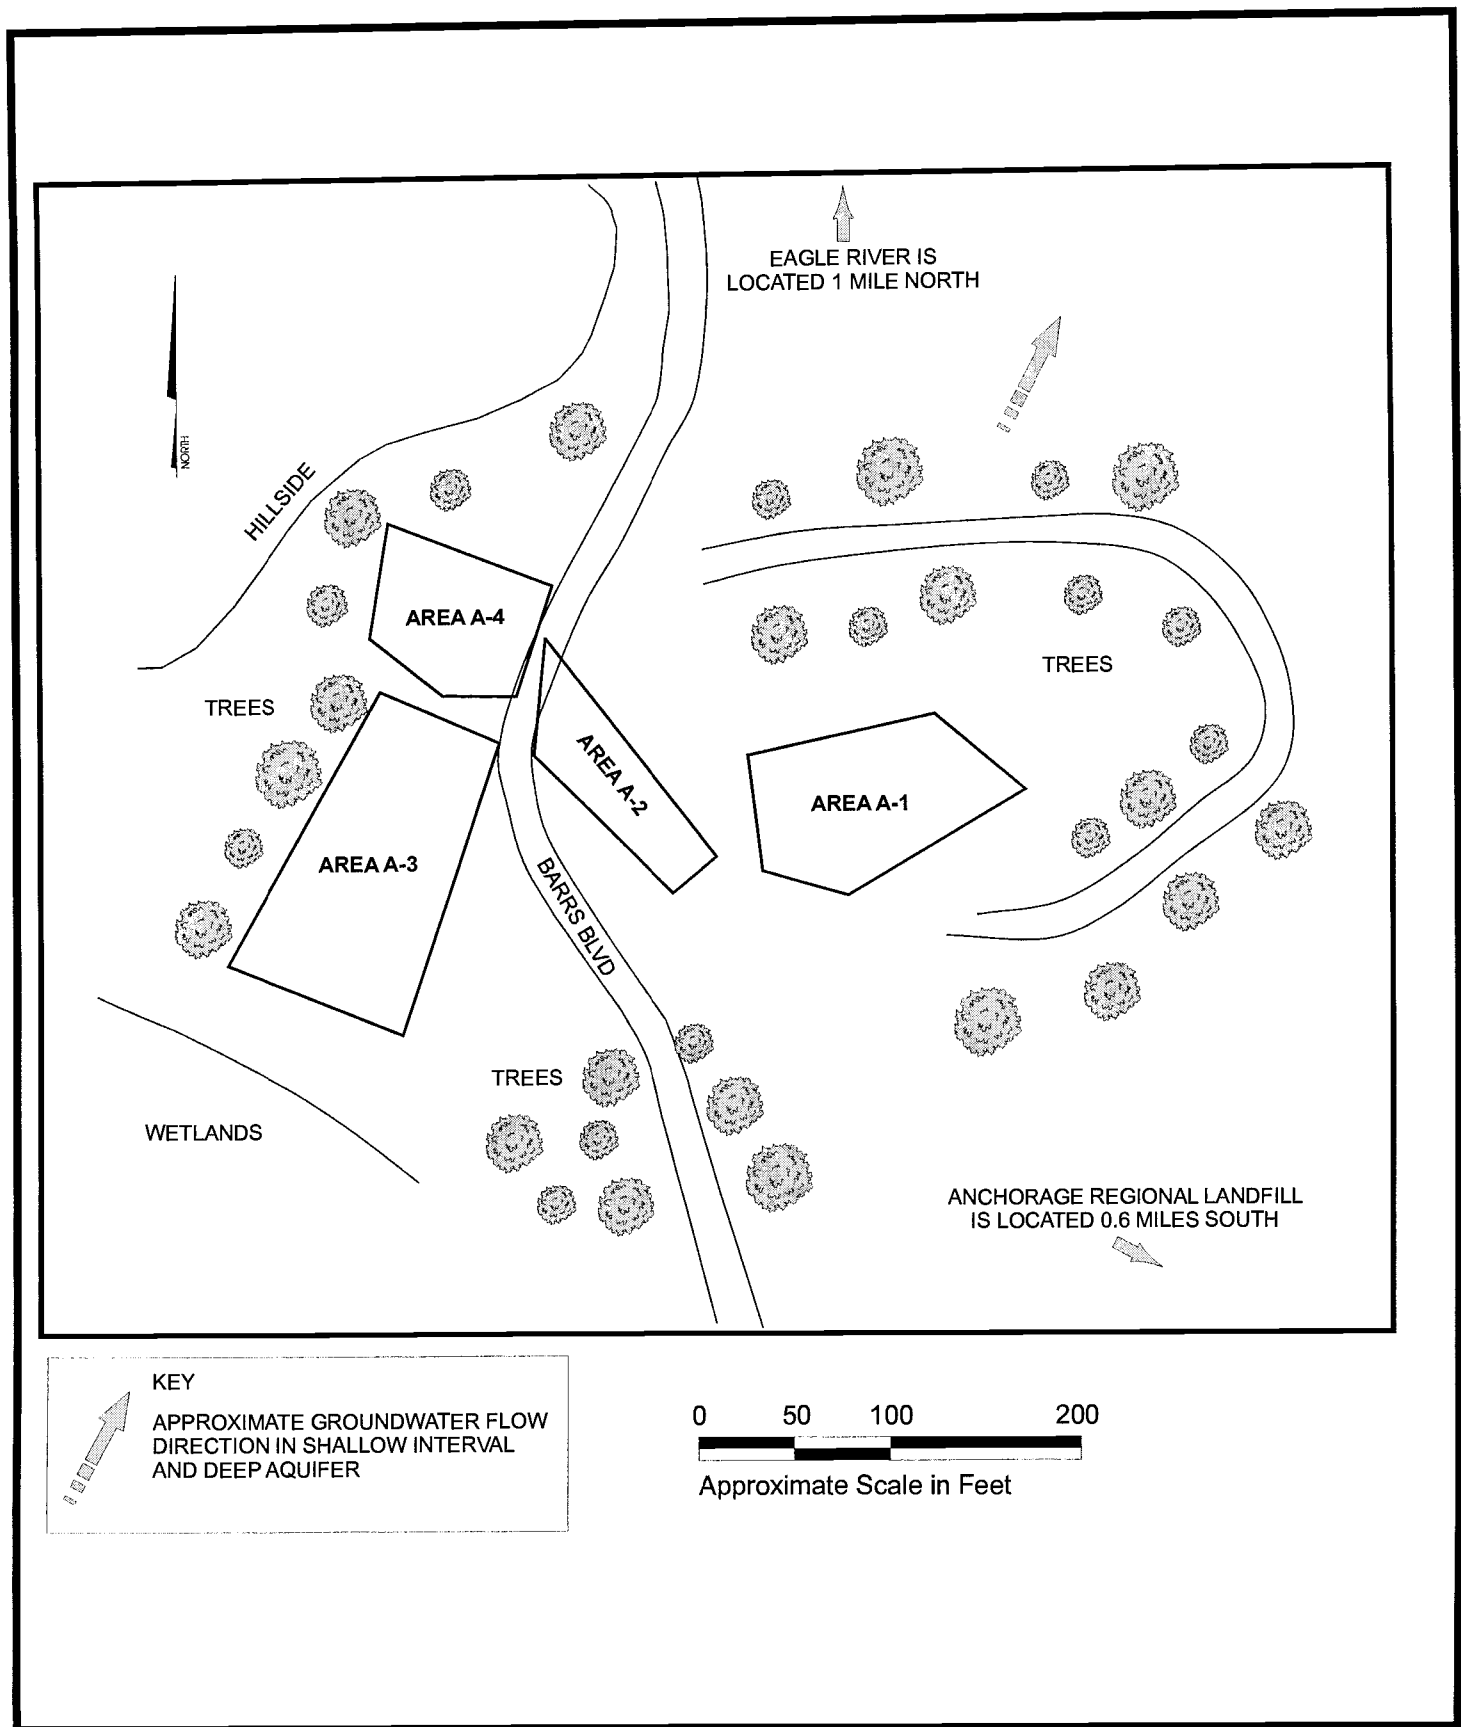 EAGLE RIVER IS
LOCATED 1 MILE NORTH
NORTH
HILLSIDE
AREA A-4
TREES
TREES
AREA A-2
AREA A-1
AREA A-3
BARRS BLVD
TREES
WETLANDS
ANCHORAGE REGIONAL LANDFILL
IS LOCATED 0.6 MILES SOUTH
KEY
APPROXIMATE GROUNDWATER FLOW
DIRECTION IN SHALLOW INTERVAL
AND DEEP AQUIFER
0 50 100 200
Approximate Scale in Feet